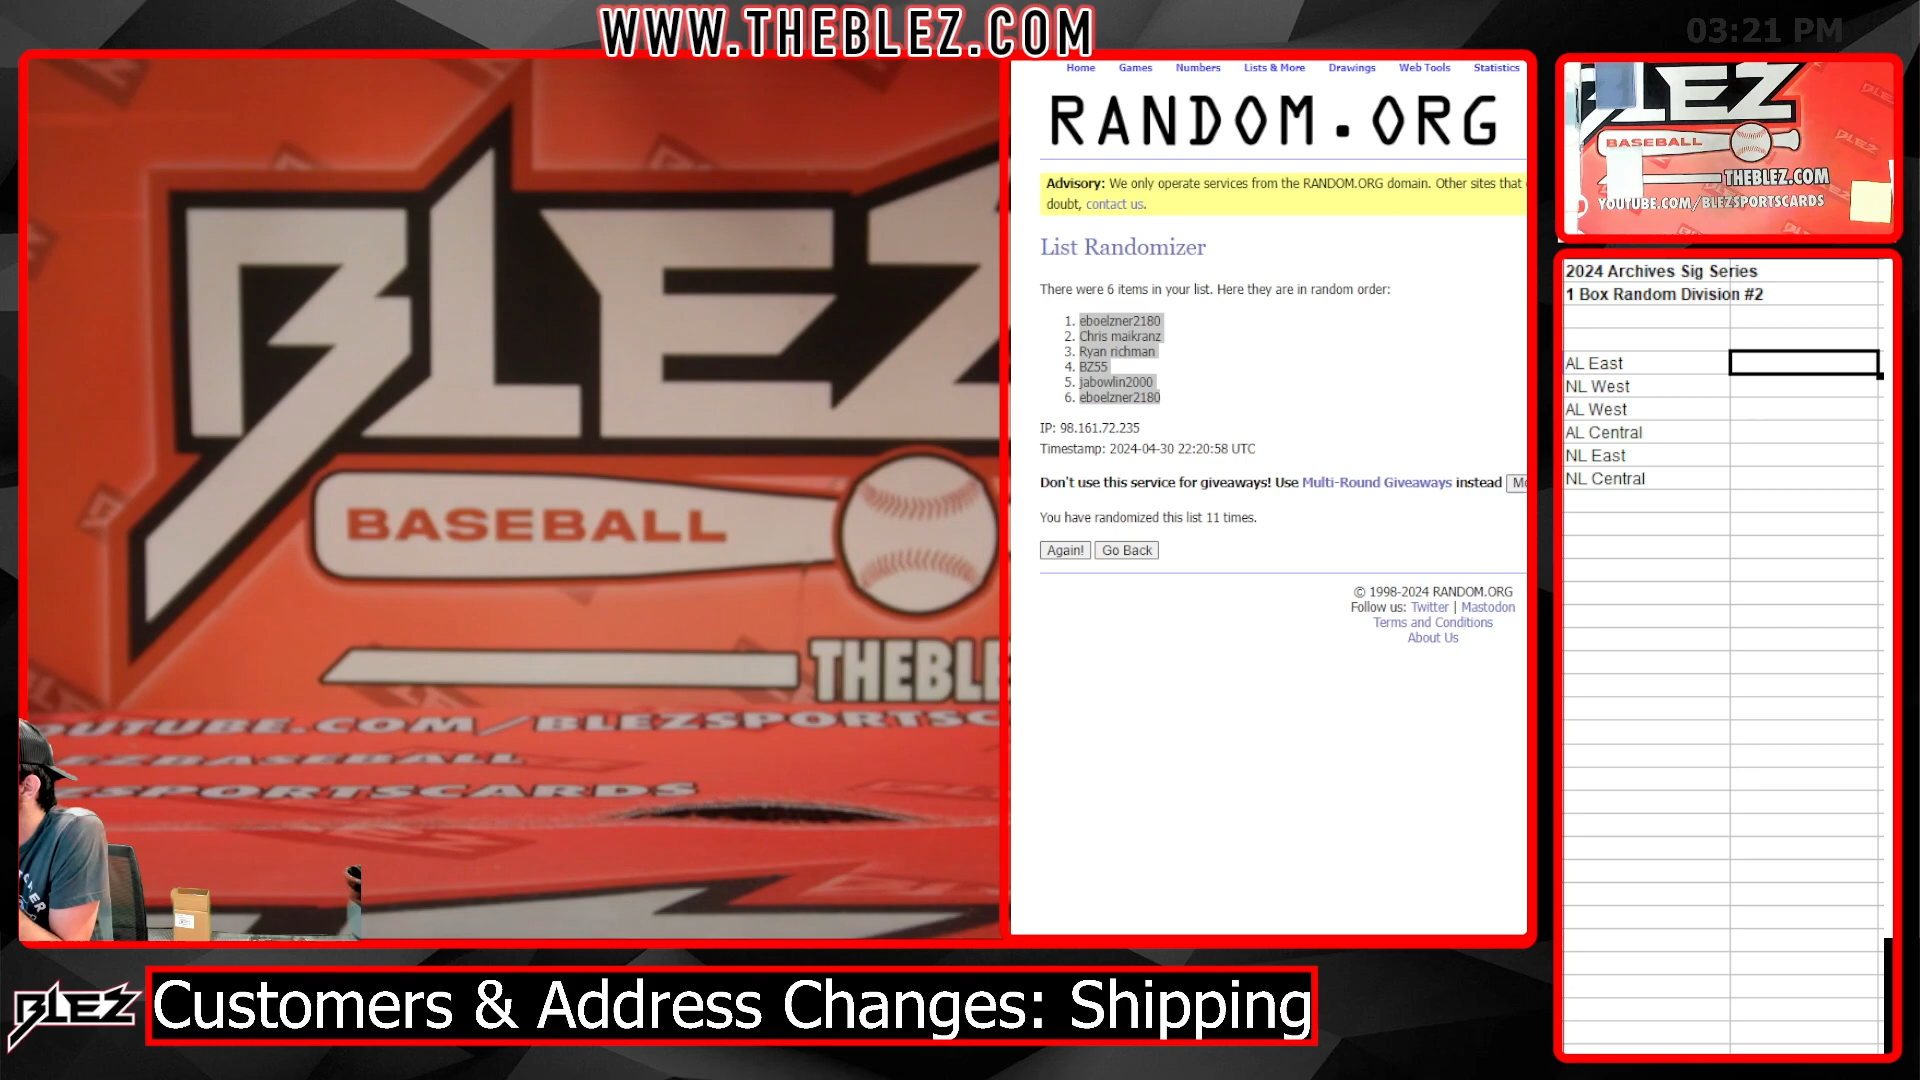 WWW.THEBLEZ.COM
03:21 PM
BLEZ
BASEBALL
THEBLE
OUTUBE.COM/BLEZSPORTSC
EZBASEBALL
ZSPORTSCARDS
Home Games Numbers Lists & More Drawings Web Tools Statistics
RANDOM.ORG
Advisory: We only operate services from the RANDOM.ORG domain. Other sites that
doubt, contact us.
List Randomizer
There were 6 items in your list. Here they are in random order:
1. eboelzner2180
2. Chris maikranz
3. Ryan richman
4. BZ55
5. jabowlin2000
6. eboelzner2180
IP: 98.161.72.235
Timestamp: 2024-04-30 22:20:58 UTC
Don't use this service for giveaways! Use Multi-Round Giveaways instead
You have randomized this list 11 times.
Again! Go Back
© 1998-2024 RANDOM.ORG
Follow us: Twitter | Mastodon
Terms and Conditions
About Us
BLEZ
BASEBALL
THEBLEZ.COM
YOUTUBE.COM/BLEZSPORTSCARDS
2024 Archives Sig Series
1 Box Random Division #2
AL East
NL West
AL West
AL Central
NL East
NL Central
BLEZ
Customers & Address Changes: Shipping